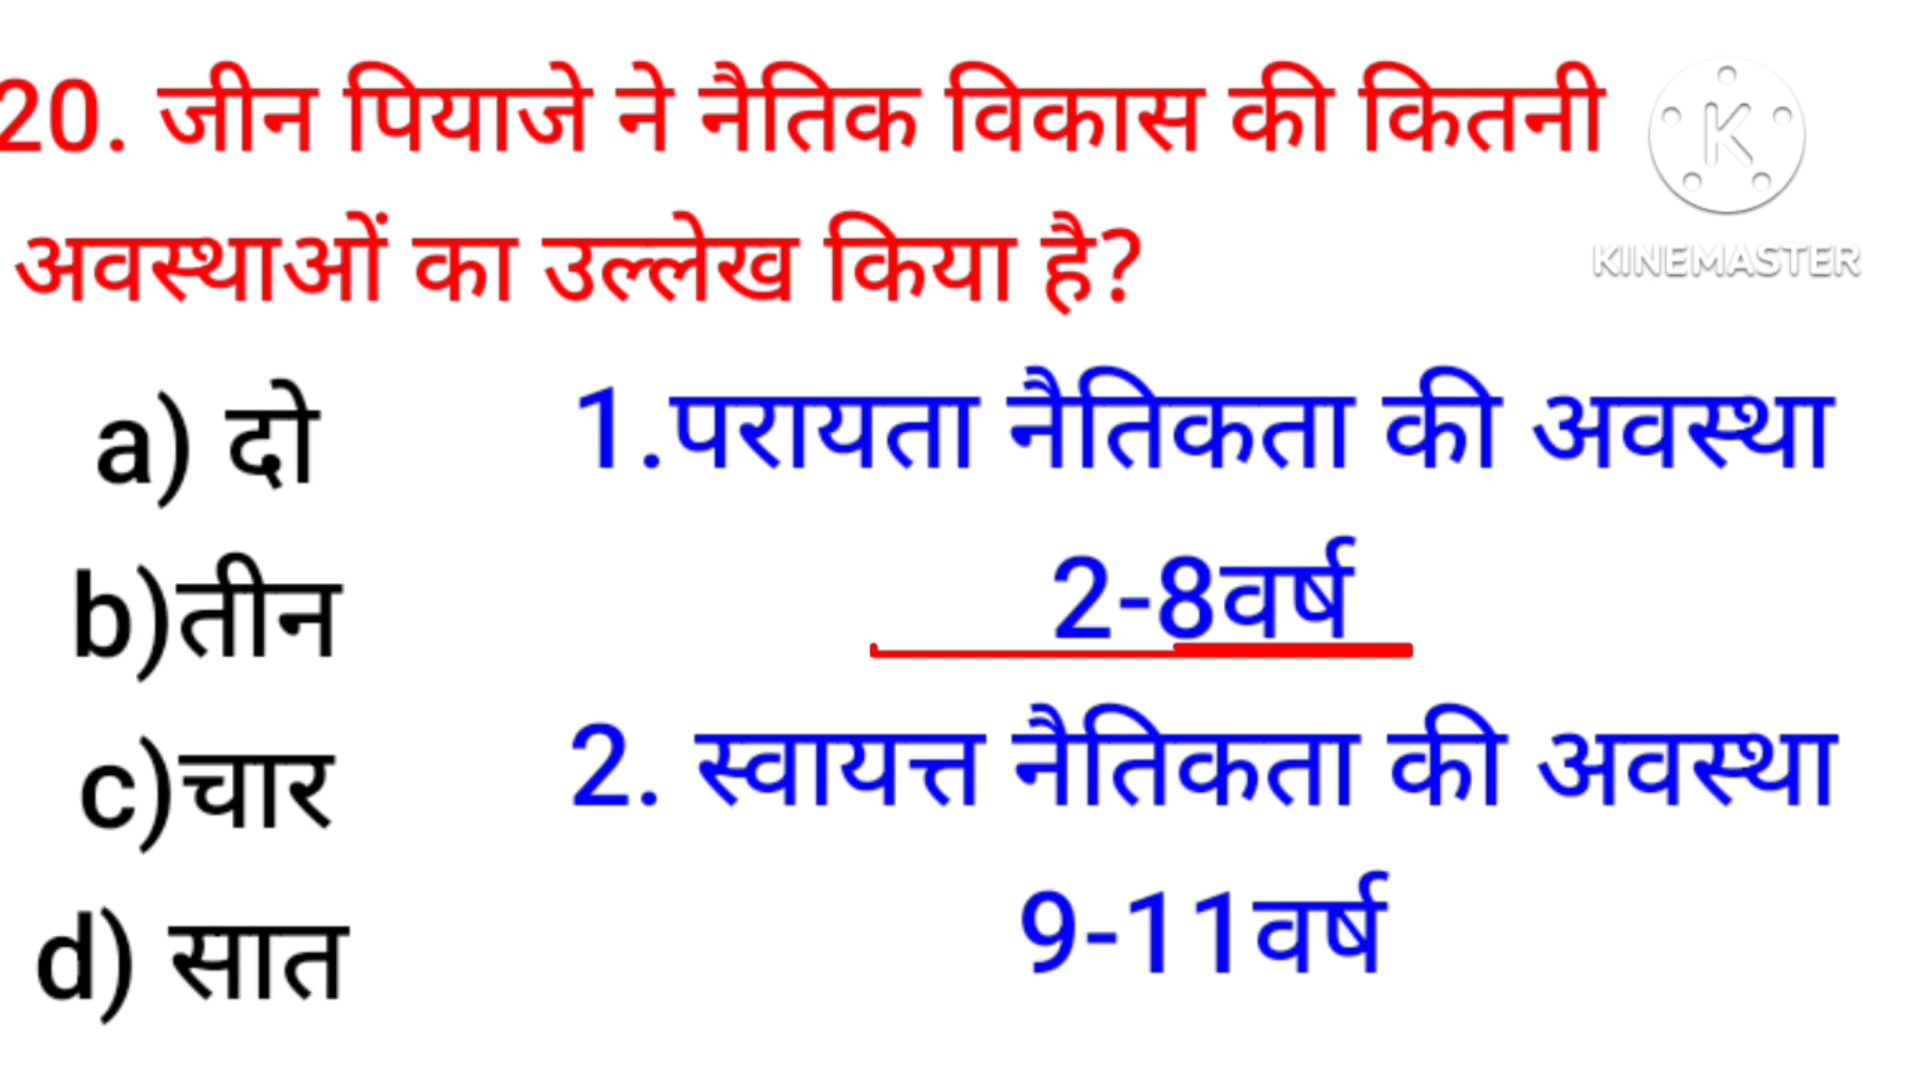 20. जीन पियाजे ने नैतिक विकास की कितनी
अवस्थाओं का उल्लेख किया है?
K
KINEMASTER
a) दो
b)तीन
c)चार
d) सात
1.परायता नैतिकता की अवस्था
2-8वर्ष
2. स्वायत्त नैतिकता की अवस्था
9-11वर्ष